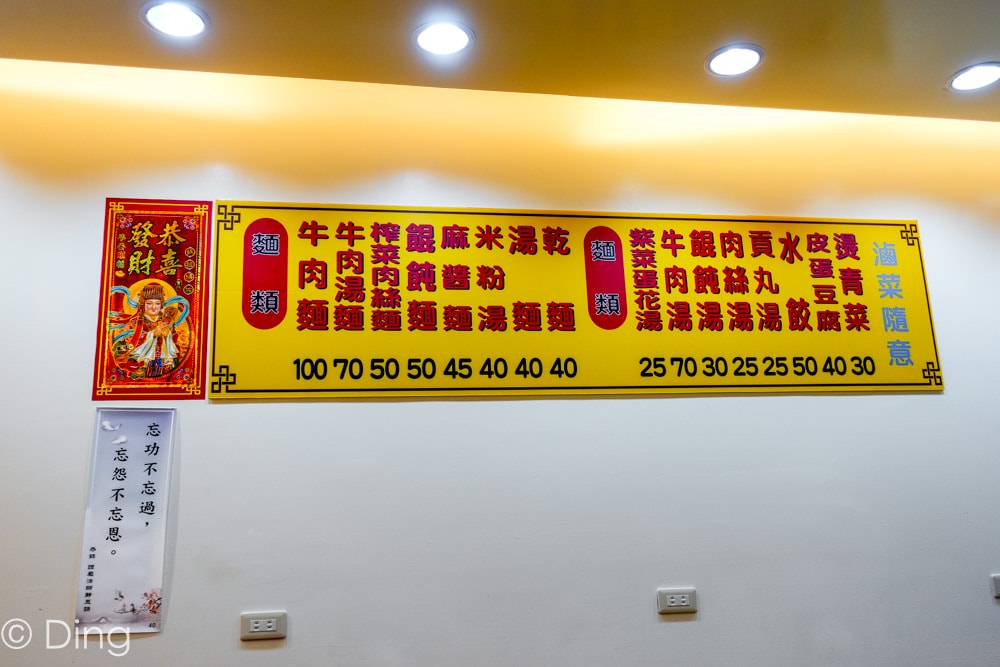 恭喜
發財
麵類
牛肉麵
牛肉湯麵
榨菜肉絲麵
餛飩麵
麻醬麵
米粉湯
湯麵
乾麵
100 70 50 50 45 40 40 40
麵類
紫菜蛋花湯
牛肉湯
餛飩湯
肉絲湯
貢丸湯
水餃
皮蛋豆腐
燙青菜
25 70 30 25 25 50 40 30
滷菜隨意
忘功不忘過，
忘怨不忘恩。
40
© Ding